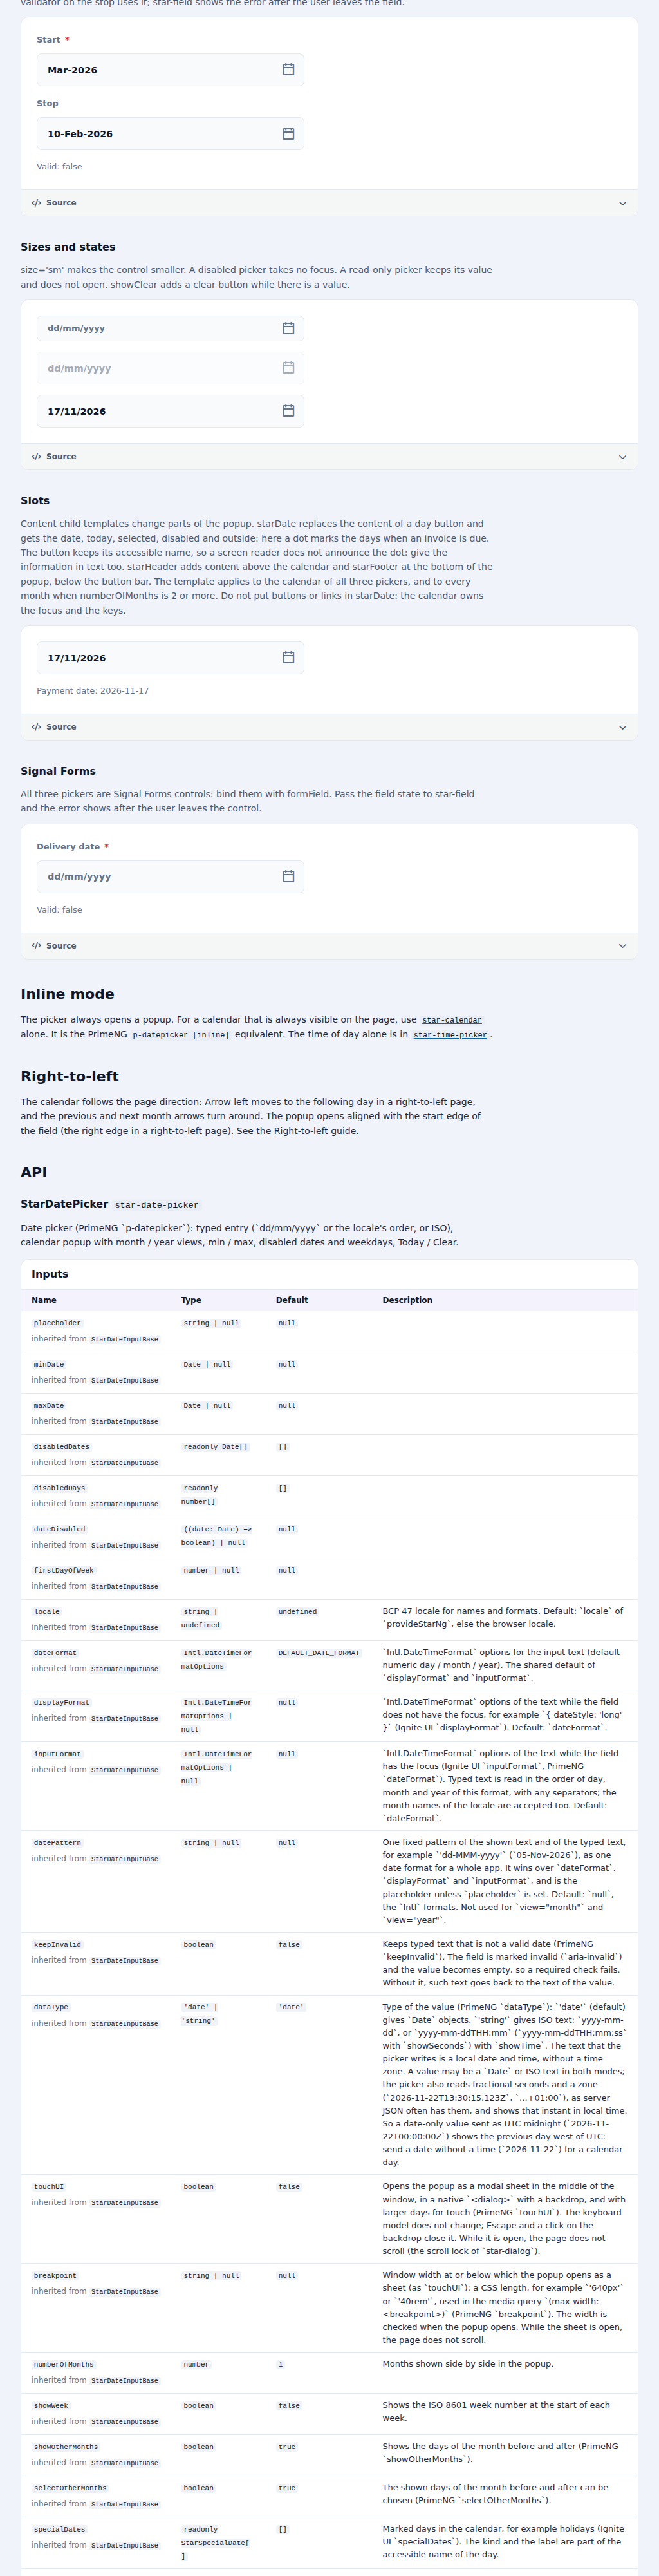 validator on the stop uses it; star-field shows the error after the user leaves the field.
Start *
Mar-2026
Stop
10-Feb-2026
Valid: false
Source
Sizes and states
size='sm' makes the control smaller. A disabled picker takes no focus. A read-only picker keeps its value
and does not open. showClear adds a clear button while there is a value.
dd/mm/yyyy
dd/mm/yyyy
17/11/2026
Source
Slots
Content child templates change parts of the popup. starDate replaces the content of a day button and
gets the date, today, selected, disabled and outside: here a dot marks the days when an invoice is due.
The button keeps its accessible name, so a screen reader does not announce the dot: give the
information in text too. starHeader adds content above the calendar and starFooter at the bottom of the
popup, below the button bar. The template applies to the calendar of all three pickers, and to every
month when numberOfMonths is 2 or more. Do not put buttons or links in starDate: the calendar owns
the focus and the keys.
17/11/2026
Payment date: 2026-11-17
Source
Signal Forms
All three pickers are Signal Forms controls: bind them with formField. Pass the field state to star-field
and the error shows after the user leaves the control.
Delivery date *
dd/mm/yyyy
Valid: false
Source
Inline mode
The picker always opens a popup. For a calendar that is always visible on the page, use star-calendar
alone. It is the PrimeNG p-datepicker [inline] equivalent. The time of day alone is in star-time-picker .
Right-to-left
The calendar follows the page direction: Arrow left moves to the following day in a right-to-left page,
and the previous and next month arrows turn around. The popup opens aligned with the start edge of
the field (the right edge in a right-to-left page). See the Right-to-left guide.
API
StarDatePicker star-date-picker
Date picker (PrimeNG `p-datepicker`): typed entry (`dd/mm/yyyy` or the locale's order, or ISO),
calendar popup with month / year views, min / max, disabled dates and weekdays, Today / Clear.
Inputs
Name Type Default Description
placeholder string | null null
inherited from StarDateInputBase
minDate Date | null null
inherited from StarDateInputBase
maxDate Date | null null
inherited from StarDateInputBase
disabledDates readonly Date[] []
inherited from StarDateInputBase
disabledDays readonly [] 
number[]
inherited from StarDateInputBase
dateDisabled ((date: Date) => null
boolean) | null
inherited from StarDateInputBase
firstDayOfWeek number | null null
inherited from StarDateInputBase
locale string | undefined BCP 47 locale for names and formats. Default: `locale` of
undefined `provideStarNg`, else the browser locale.
inherited from StarDateInputBase
dateFormat Intl.DateTimeFor DEFAULT_DATE_FORMAT `Intl.DateTimeFormat` options for the input text (default
matOptions numeric day / month / year). The shared default of
inherited from StarDateInputBase `displayFormat` and `inputFormat`.
displayFormat Intl.DateTimeFor null `Intl.DateTimeFormat` options of the text while the field
matOptions | does not have the focus, for example `{ dateStyle: 'long'
inherited from StarDateInputBase null }` (Ignite UI `displayFormat`). Default: `dateFormat`.
inputFormat Intl.DateTimeFor null `Intl.DateTimeFormat` options of the text while the field
matOptions | has the focus (Ignite UI `inputFormat`, PrimeNG
inherited from StarDateInputBase null `dateFormat`). Typed text is read in the order of day,
month and year of this format, with any separators; the
month names of the locale are accepted too. Default:
`dateFormat`.
datePattern string | null null One fixed pattern of the shown text and of the typed text,
inherited from StarDateInputBase for example `'dd-MMM-yyyy'` (`05-Nov-2026`), as one
date format for a whole app. It wins over `dateFormat`,
`displayFormat` and `inputFormat`, and is the
placeholder unless `placeholder` is set. Default: `null`,
the `Intl` formats. Not used for `view="month"` and
`view="year"`.
keepInvalid boolean false Keeps typed text that is not a valid date (PrimeNG
inherited from StarDateInputBase `keepInvalid`). The field is marked invalid (`aria-invalid`)
and the value becomes empty, so a required check fails.
Without it, such text goes back to the text of the value.
dataType 'date' | 'date' Type of the value (PrimeNG `dataType`): `'date'` (default)
'string' gives `Date` objects, `'string'` gives ISO text: `yyyy-mm-
inherited from StarDateInputBase dd`, or `yyyy-mm-ddTHH:mm` (`yyyy-mm-ddTHH:mm:ss`
with `showSeconds`) with `showTime`. The text that the
picker writes is a local date and time, without a time
zone. A value may be a `Date` or ISO text in both modes;
the picker also reads fractional seconds and a zone
(`2026-11-22T13:30:15.123Z`, `...+01:00`), as server
JSON often has them, and shows that instant in local time.
So a date-only value sent as UTC midnight (`2026-11-
22T00:00:00Z`) shows the previous day west of UTC:
send a date without a time (`2026-11-22`) for a calendar
day.
touchUI boolean false Opens the popup as a modal sheet in the middle of the
inherited from StarDateInputBase window, in a native `<dialog>` with a backdrop, and with
larger days for touch (PrimeNG `touchUI`). The keyboard
model does not change; Escape and a click on the
backdrop close it. While it is open, the page does not
scroll (the scroll lock of `star-dialog`).
breakpoint string | null null Window width at or below which the popup opens as a
inherited from StarDateInputBase sheet (as `touchUI`): a CSS length, for example `'640px'`
or `'40rem'`, used in the media query `(max-width:
<breakpoint>)` (PrimeNG `breakpoint`). The width is
checked when the popup opens. While the sheet is open,
the page does not scroll.
numberOfMonths number 1 Months shown side by side in the popup.
inherited from StarDateInputBase
showWeek boolean false Shows the ISO 8601 week number at the start of each
inherited from StarDateInputBase week.
showOtherMonths boolean true Shows the days of the month before and after (PrimeNG
inherited from StarDateInputBase `showOtherMonths`).
selectOtherMonths boolean true The shown days of the month before and after can be
inherited from StarDateInputBase chosen (PrimeNG `selectOtherMonths`).
specialDates readonly [] Marked days in the calendar, for example holidays (Ignite
StarSpecialDate[ UI `specialDates`). The kind and the label are part of the
inherited from StarDateInputBase ] accessible name of the day.